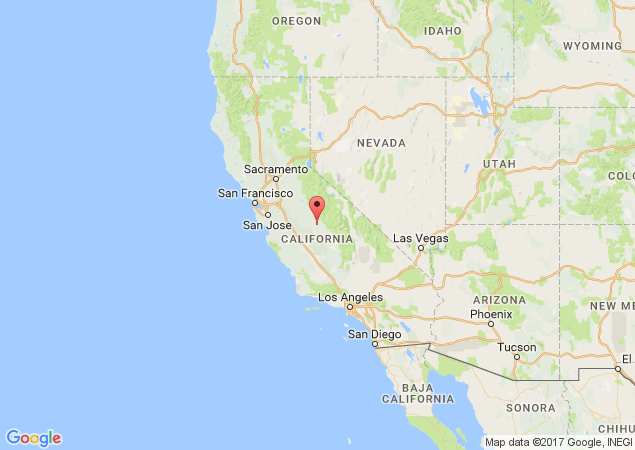 OREGON
IDAHO
WYOMING
NEVADA
Sacramento
UTAH
San Francisco
COLO
San Jose
CALIFORNIA
Las Vegas
Los Angeles
ARIZONA
NEW ME
Phoenix
San Diego
Tucson
El
BAJA
CALIFORNIA
SONORA
CHIHU
Google
Map data ©2017 Google, INEGI